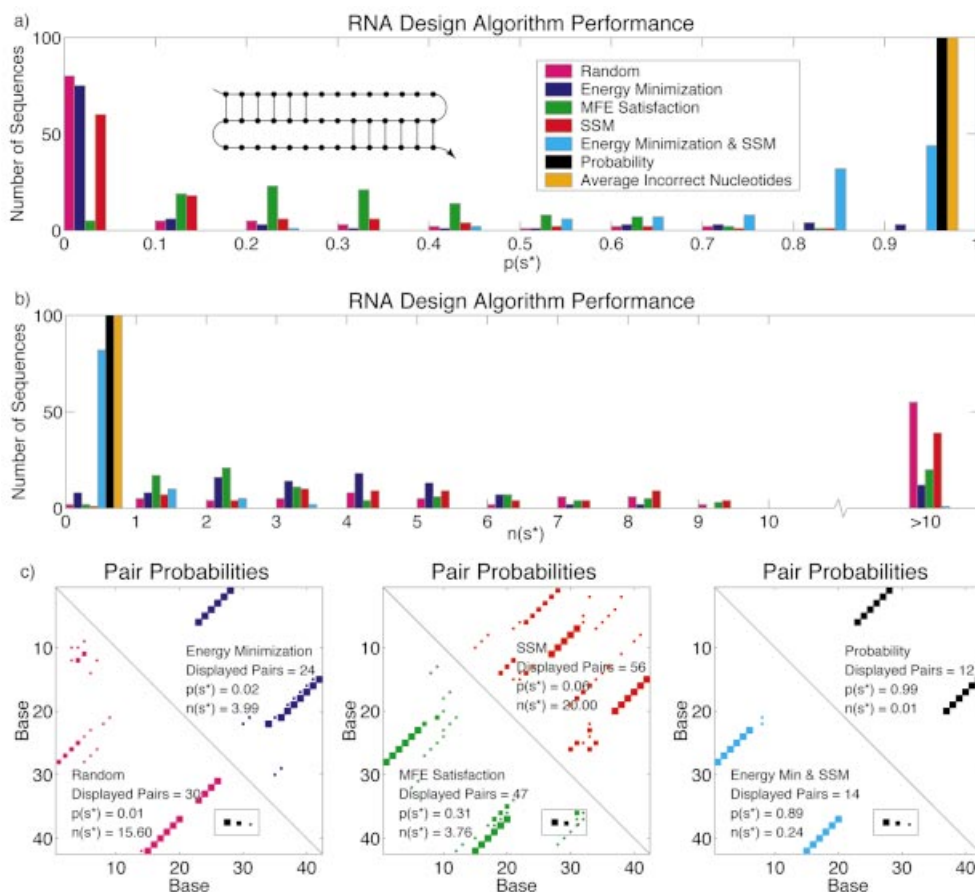 a)
RNA Design Algorithm Performance
Number of Sequences
100
50
0
Random
Energy Minimization
MFE Satisfaction
SSM
Energy Minimization & SSM
Probability
Average Incorrect Nucleotides
0 0.1 0.2 0.3 0.4 0.5 0.6 0.7 0.8 0.9 1
p(s*)
b)
RNA Design Algorithm Performance
Number of Sequences
100
50
0
0 1 2 3 4 5 6 7 8 9 10 >10
n(s*)
c)
Pair Probabilities
Base
10
20
30
40
Energy Minimization
Displayed Pairs = 24
p(s*) = 0.02
n(s*) = 3.99
Random
Displayed Pairs = 30
p(s*) = 0.01
n(s*) = 15.60
10 20 30 40
Base
Pair Probabilities
Base
10
20
30
40
SSM
Displayed Pairs = 56
p(s*) = 0.06
n(s*) = 20.00
MFE Satisfaction
Displayed Pairs = 47
p(s*) = 0.31
n(s*) = 3.76
10 20 30 40
Base
Pair Probabilities
Base
10
20
30
40
Probability
Displayed Pairs = 12
p(s*) = 0.99
n(s*) = 0.01
Energy Min & SSM
Displayed Pairs = 14
p(s*) = 0.89
n(s*) = 0.24
10 20 30 40
Base